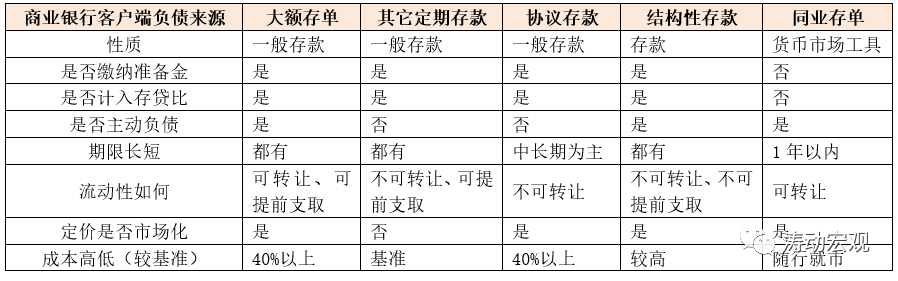 商业银行客户端负债来源 大额存单 其它定期存款 协议存款 结构性存款 同业存单
性质 一般存款 一般存款 一般存款 存款 货币市场工具
是否缴纳准备金 是 是 是 是 否
是否计入存贷比 是 是 是 是 否
是否主动负债 是 否 否 是 是
期限长短 都有 都有 中长期为主 都有 1年以内
流动性如何 可转让、可提前支取 不可转让、可提前支取 不可转让 不可转让、不可提前支取 可转让
定价是否市场化 是 否 是 是 是
成本高低（较基准） 40%以上 基准 40%以上 较高 随行就市
涛动宏观